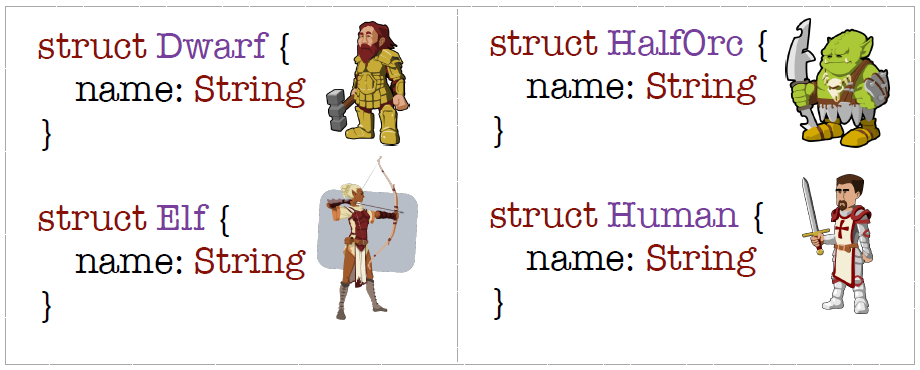 struct Dwarf {
name: String
}
struct Elf {
name: String
}
struct HalfOrc {
name: String
}
struct Human {
name: String
}